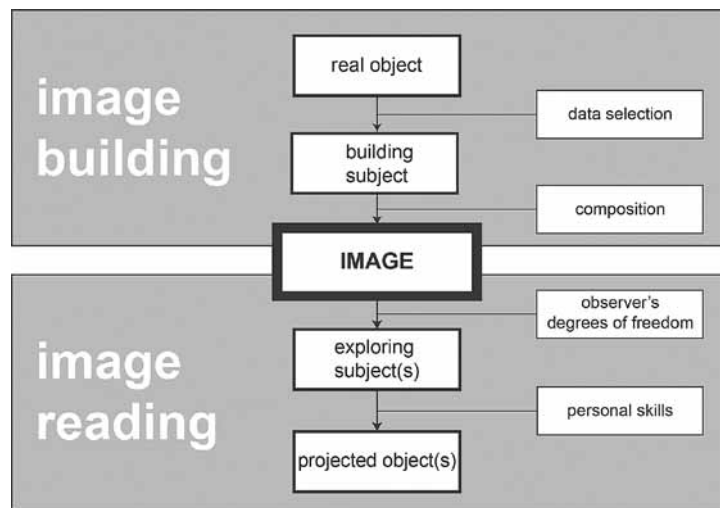 image
building
real object
data selection
building
subject
composition
IMAGE
image
reading
observer's
degrees of freedom
exploring
subject(s)
personal skills
projected object(s)